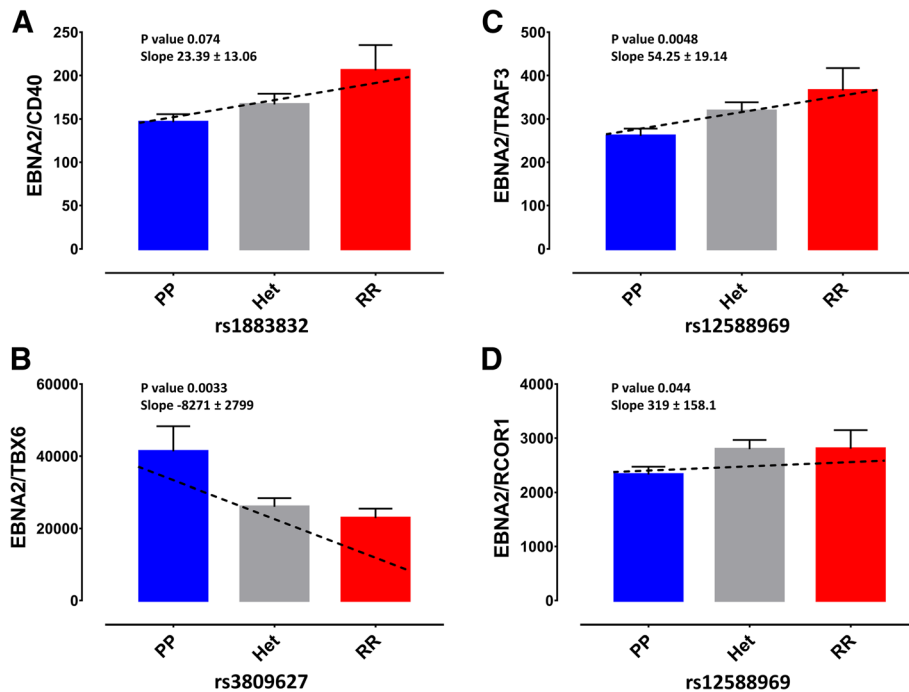 A
P value 0.074
Slope 23.39 ± 13.06
EBNA2/CD40
250
200
150
100
50
0
PP
Het
RR
rs1883832
C
P value 0.0048
Slope 54.25 ± 19.14
EBNA2/TRAF3
500
400
300
200
100
0
PP
Het
RR
rs12588969
B
P value 0.0033
Slope -8271 ± 2799
EBNA2/TBX6
60000
40000
20000
0
PP
Het
RR
rs3809627
D
P value 0.044
Slope 319 ± 158.1
EBNA2/RCOR1
4000
3000
2000
1000
0
PP
Het
RR
rs12588969